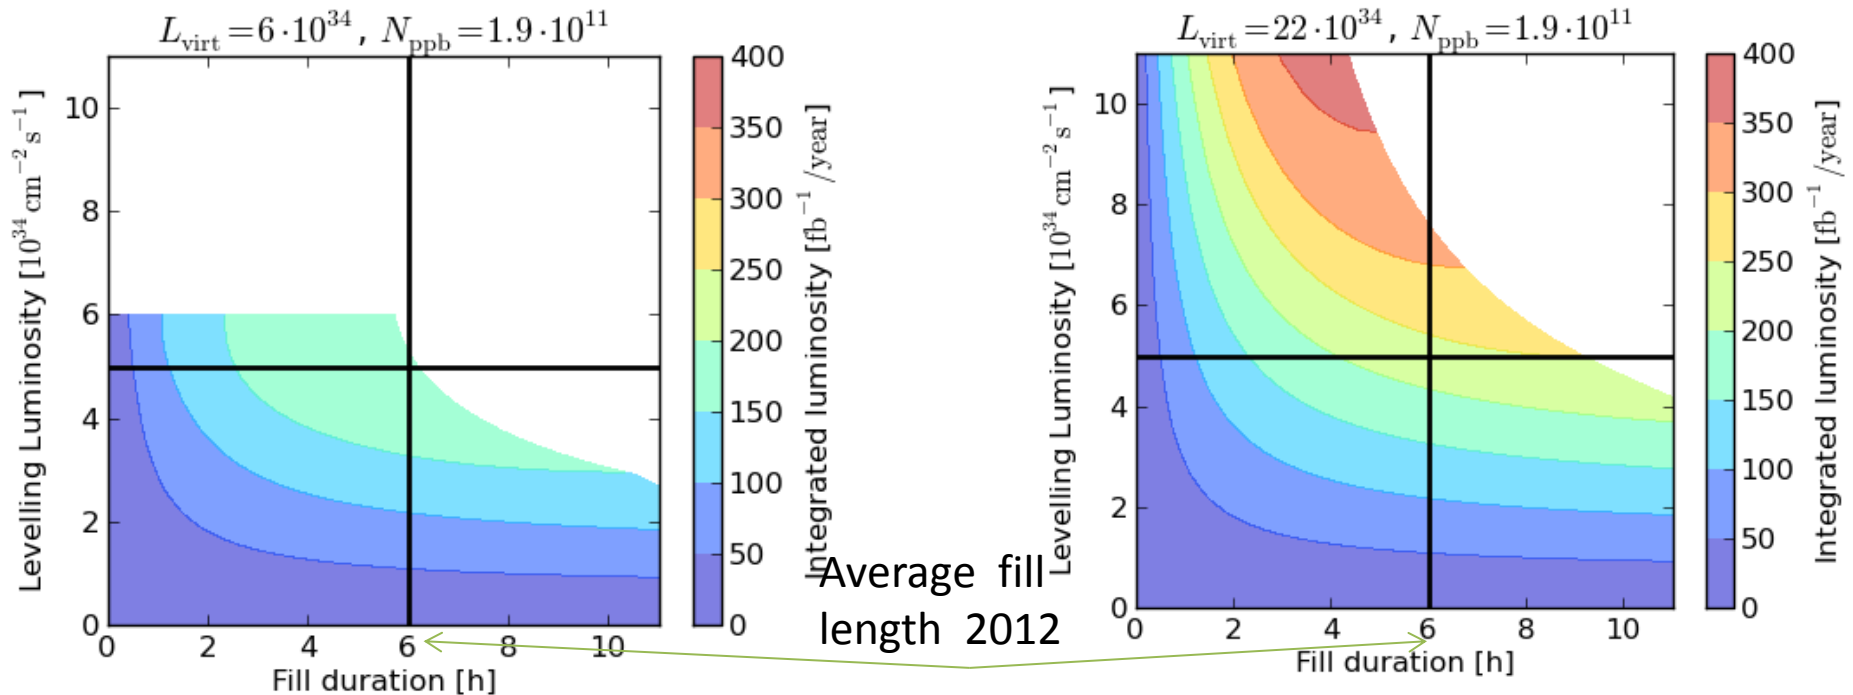 L_virt = 6·10^34, N_ppb = 1.9·10^11
Levelling Luminosity [10^34 cm^−2 s^−1]
10
8
6
4
2
0
0 2 4 6 8 10
Fill duration [h]
400
350
300
250
200
150
100
50
0
Integrated luminosity [fb^−1/year]
Average fill
length 2012
L_virt = 22·10^34, N_ppb = 1.9·10^11
Levelling Luminosity [10^34 cm^−2 s^−1]
10
8
6
4
2
0
0 2 4 6 8 10
Fill duration [h]
400
350
300
250
200
150
100
50
0
Integrated luminosity [fb^−1/year]